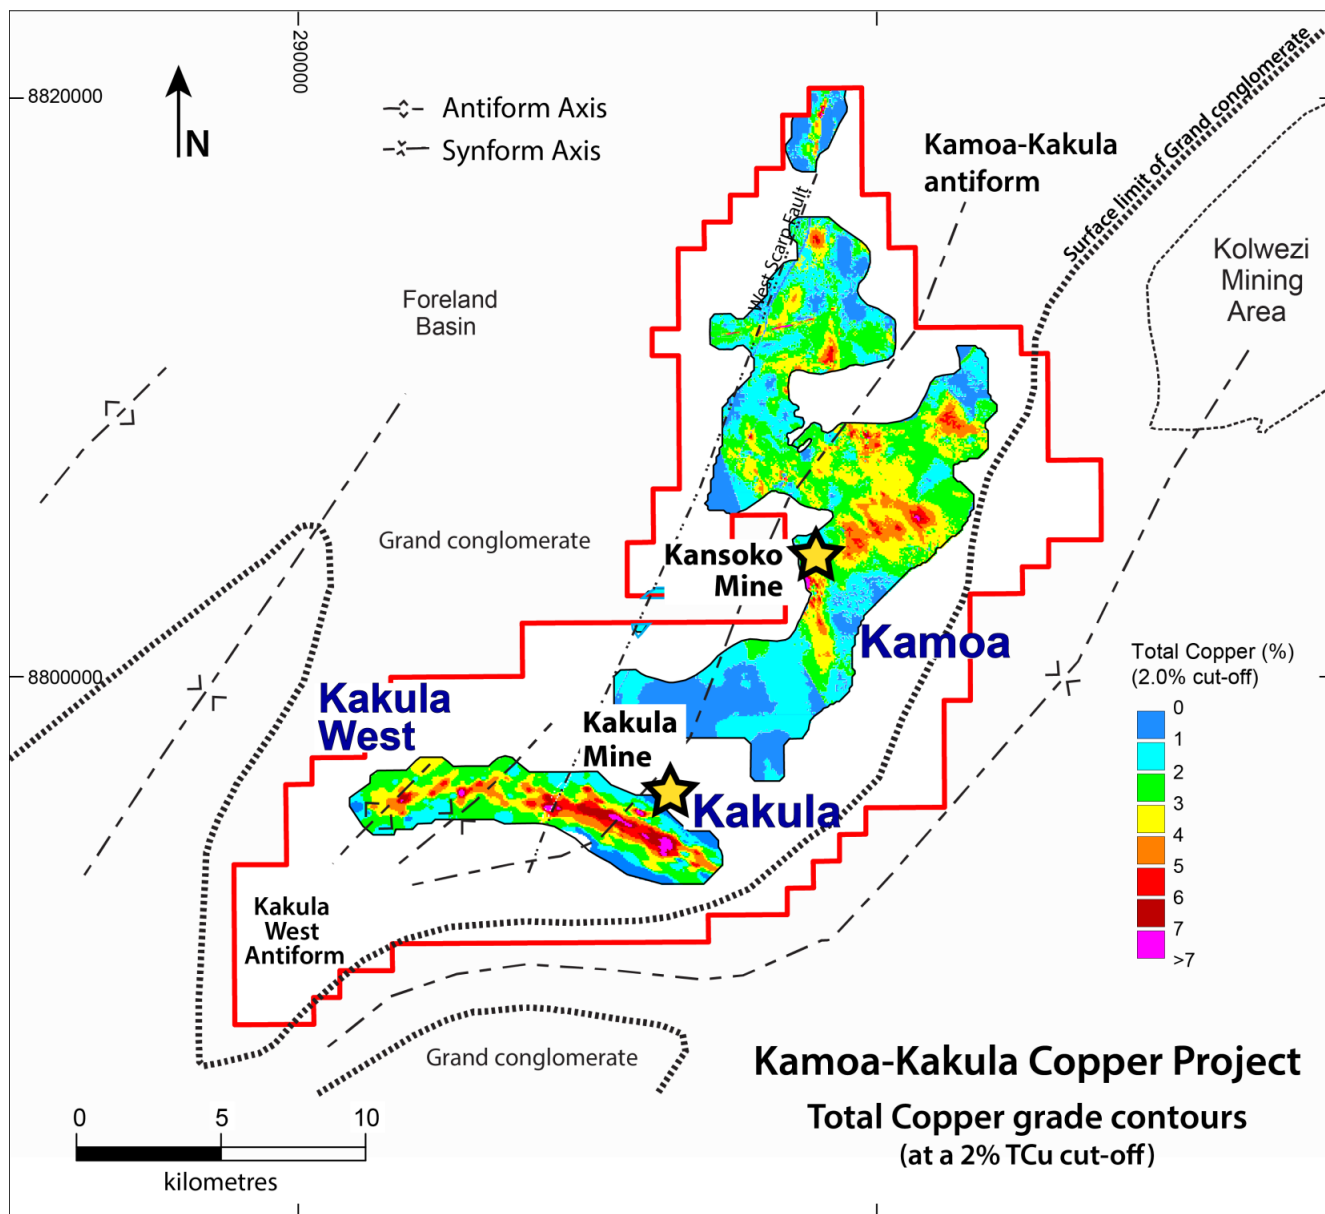 2900000
8820000
N
Antiform Axis
Synform Axis
Kamoa-Kakula
antiform
Surface limit of Grand conglomerate
Kolwezi
Mining
Area
West Scarp Fault
Foreland
Basin
Grand conglomerate
Kansoko
Mine
Kamoa
8800000
Total Copper (%)
(2.0% cut-off)
0
1
2
3
4
5
6
7
>7
Kakula
West
Kakula
Mine
Kakula
Kakula
West
Antiform
Grand conglomerate
Kamoa-Kakula Copper Project
Total Copper grade contours
(at a 2% TCu cut-off)
0 5 10
kilometres